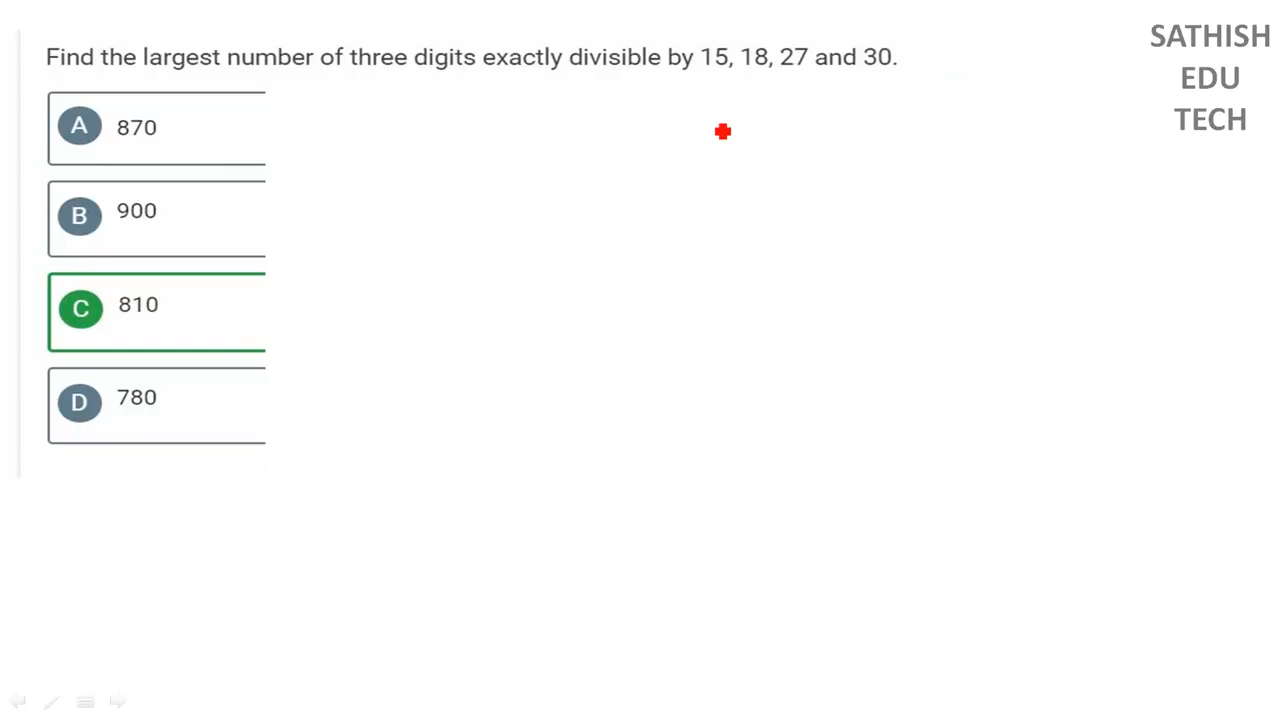 SATHISH
EDU
TECH
Find the largest number of three digits exactly divisible by 15, 18, 27 and 30.
A 870
B 900
C 810
D 780